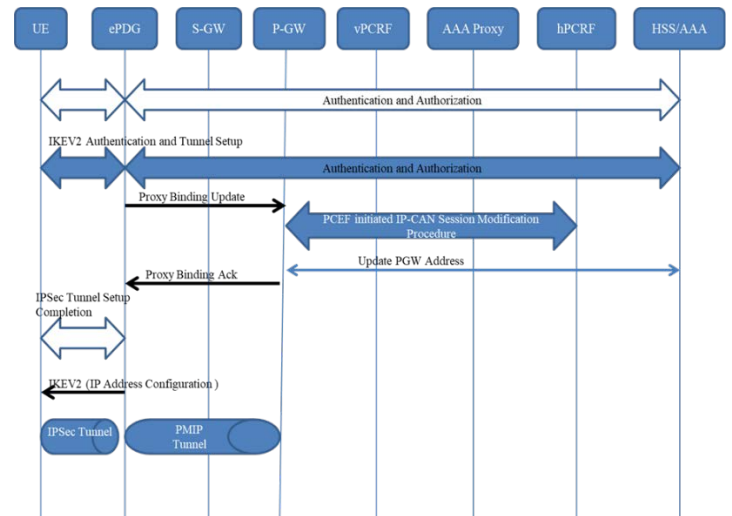 UE
ePDG
S-GW
P-GW
vPCRF
AAA Proxy
hPCRF
HSS/AAA
Authentication and Authorization
IKEV2 Authentication and Tunnel Setup
Authentication and Authorization
Proxy Binding Update
PCEF initiated IP-CAN Session Modification
Procedure
Update PGW Address
Proxy Binding Ack
IPSec Tunnel Setup
Completion
IKEV2 (IP Address Configuration )
IPSec Tunnel
PMIP
Tunnel